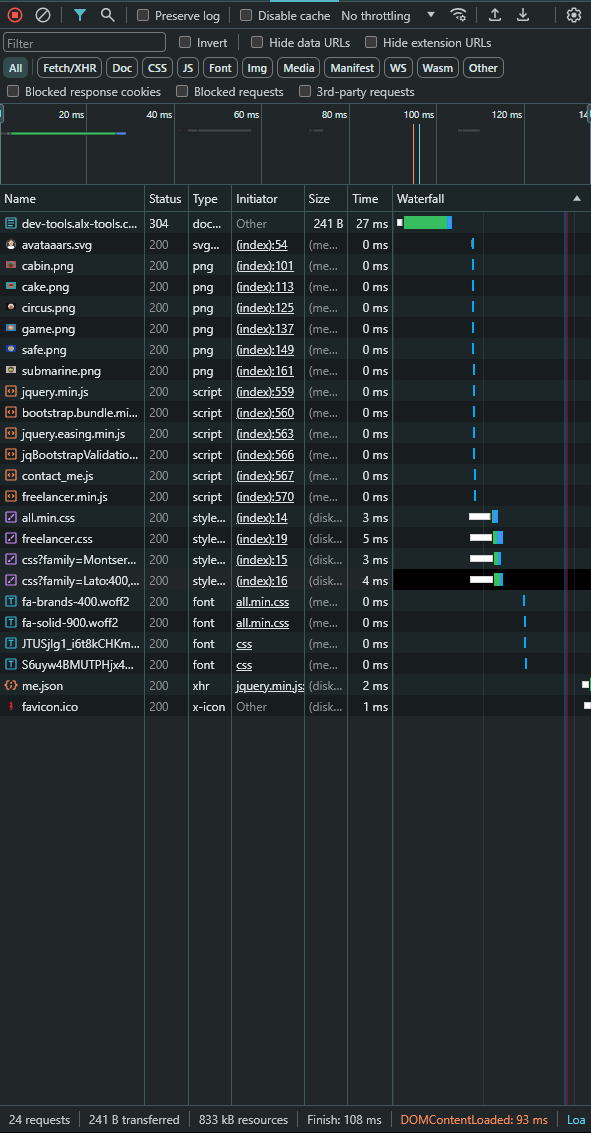 Preserve log Disable cache No throttling
Filter Invert Hide data URLs Hide extension URLs
All Fetch/XHR Doc CSS JS Font Img Media Manifest WS Wasm Other
Blocked response cookies Blocked requests 3rd-party requests
20 ms 40 ms 60 ms 80 ms 100 ms 120 ms 14
Name Status Type Initiator Size Time Waterfall
dev-tools.alx-tools.c... 304 doc... Other 241 B 27 ms
avataaars.svg 200 svg... (index):54 (me... 0 ms
cabin.png 200 png (index):101 (me... 0 ms
cake.png 200 png (index):113 (me... 0 ms
circus.png 200 png (index):125 (me... 0 ms
game.png 200 png (index):137 (me... 0 ms
safe.png 200 png (index):149 (me... 0 ms
submarine.png 200 png (index):161 (me... 0 ms
jquery.min.js 200 script (index):559 (me... 0 ms
bootstrap.bundle.mi... 200 script (index):560 (me... 0 ms
jquery.easing.min.js 200 script (index):563 (me... 0 ms
jqBootstrapValidatio... 200 script (index):566 (me... 0 ms
contact_me.js 200 script (index):567 (me... 0 ms
freelancer.min.js 200 script (index):570 (me... 0 ms
all.min.css 200 style... (index):14 (disk... 3 ms
freelancer.css 200 style... (index):19 (disk... 5 ms
css?family=Montser... 200 style... (index):15 (disk... 3 ms
css?family=Lato:400,... 200 style... (index):16 (disk... 4 ms
fa-brands-400.woff2 200 font all.min.css (me... 0 ms
fa-solid-900.woff2 200 font all.min.css (me... 0 ms
JTUSjIg1_i6t8kCHKm... 200 font css (me... 0 ms
S6uyw4BMUTPHjx4... 200 font css (me... 0 ms
me.json 200 xhr jquery.min.js: (disk... 2 ms
favicon.ico 200 x-icon Other (disk... 1 ms
24 requests 241 B transferred 833 kB resources Finish: 108 ms DOMContentLoaded: 93 ms Loa